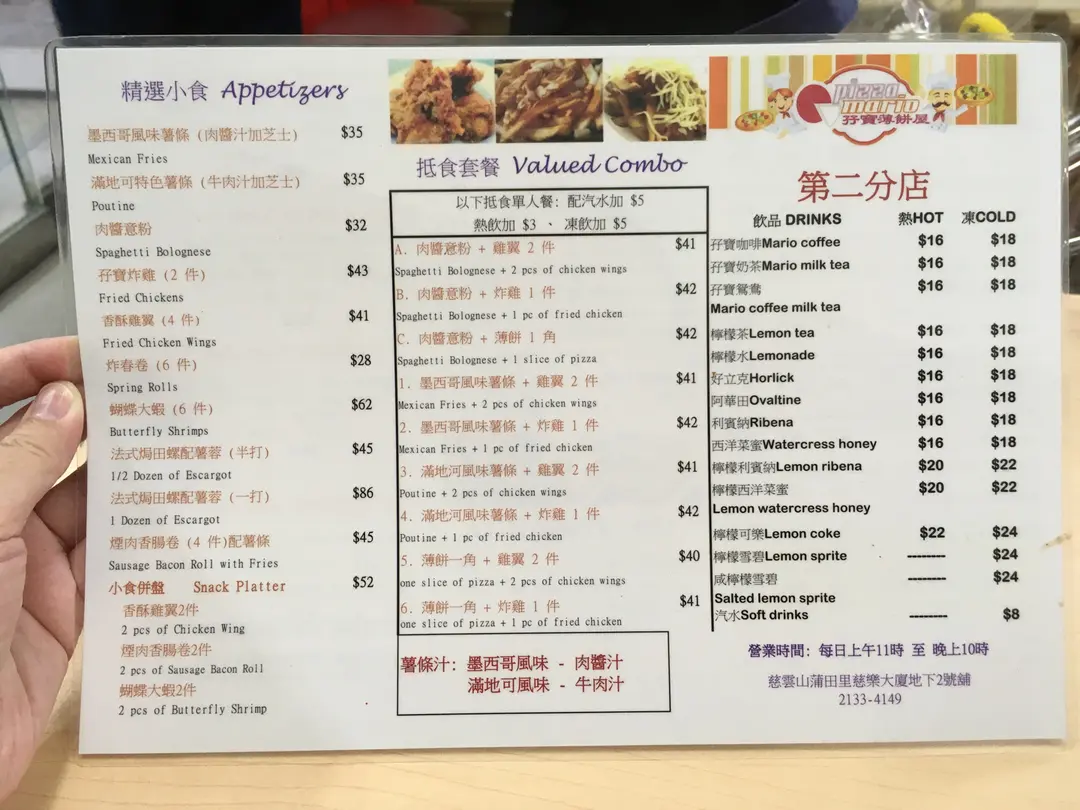 精選小食 Appetizers
墨西哥風味薯條 (肉醬汁加芝士) $35
Mexican Fries
滿地可特色薯條 (牛肉汁加芝士) $35
Poutine
肉醬意粉 $32
Spaghetti Bolognese
孖寶炸雞 (2 件) $43
Fried Chickens
香酥雞翼 (4 件) $41
Fried Chicken Wings
炸春卷 (6 件) $28
Spring Rolls
蝴蝶大蝦 (6 件) $62
Butterfly Shrimps
法式焗田螺配薯蓉 (半打) $45
1/2 Dozen of Escargot
法式焗田螺配薯蓉 (一打) $86
1 Dozen of Escargot
煙肉香腸卷 (4 件)配薯條 $45
Sausage Bacon Roll with Fries
小食併盤 Snack Platter $52
香酥雞翼2件
2 pcs of Chicken Wing
煙肉香腸卷2件
2 pcs of Sausage Bacon Roll
蝴蝶大蝦2件
2 pcs of Butterfly Shrimp
抵食套餐 Valued Combo
以下抵食單人餐: 配汽水加 $5
熱飲加 $3 、 凍飲加 $5
A. 肉醬意粉 + 雞翼 2 件 $41
Spaghetti Bolognese + 2 pcs of chicken wings
B. 肉醬意粉 + 炸雞 1 件 $42
Spaghetti Bolognese + 1 pc of fried chicken
C. 肉醬意粉 + 薄餅 1 角 $42
Spaghetti Bolognese + 1 slice of pizza
1. 墨西哥風味薯條 + 雞翼 2 件 $41
Mexican Fries + 2 pcs of chicken wings
2. 墨西哥風味薯條 + 炸雞 1 件 $42
Mexican Fries + 1 pc of fried chicken
3. 滿地河風味薯條 + 雞翼 2 件 $41
Poutine + 2 pcs of chicken wings
4. 滿地河風味薯條 + 炸雞 1 件 $42
Poutine + 1 pc of fried chicken
5. 薄餅一角 + 雞翼 2 件 $40
one slice of pizza + 2 pcs of chicken wings
6. 薄餅一角 + 炸雞 1 件 $41
one slice of pizza + 1 pc of fried chicken
薯條汁: 墨西哥風味 - 肉醬汁
滿地可風味 - 牛肉汁
pizza
mario
孖寶薄餅屋
第二分店
飲品 DRINKS 熱HOT 凍COLD
孖寶咖啡Mario coffee $16 $18
孖寶奶茶Mario milk tea $16 $18
孖寶鴛鴦 $16 $18
Mario coffee milk tea
檸檬茶Lemon tea $16 $18
檸檬水Lemonade $16 $18
好立克Horlick $16 $18
阿華田Ovaltine $16 $18
利賓納Ribena $16 $18
西洋菜蜜Watercress honey $16 $18
檸檬利賓納Lemon ribena $20 $22
檸檬西洋菜蜜 $20 $22
Lemon watercress honey
檸檬可樂Lemon coke $22 $24
檸檬雪碧Lemon sprite -------- $24
咸檸檬雪碧 -------- $24
Salted lemon sprite
汽水Soft drinks -------- $8
營業時間: 每日上午11時 至 晚上10時
慈雲山蒲田里慈樂大廈地下2號舖
2133-4149